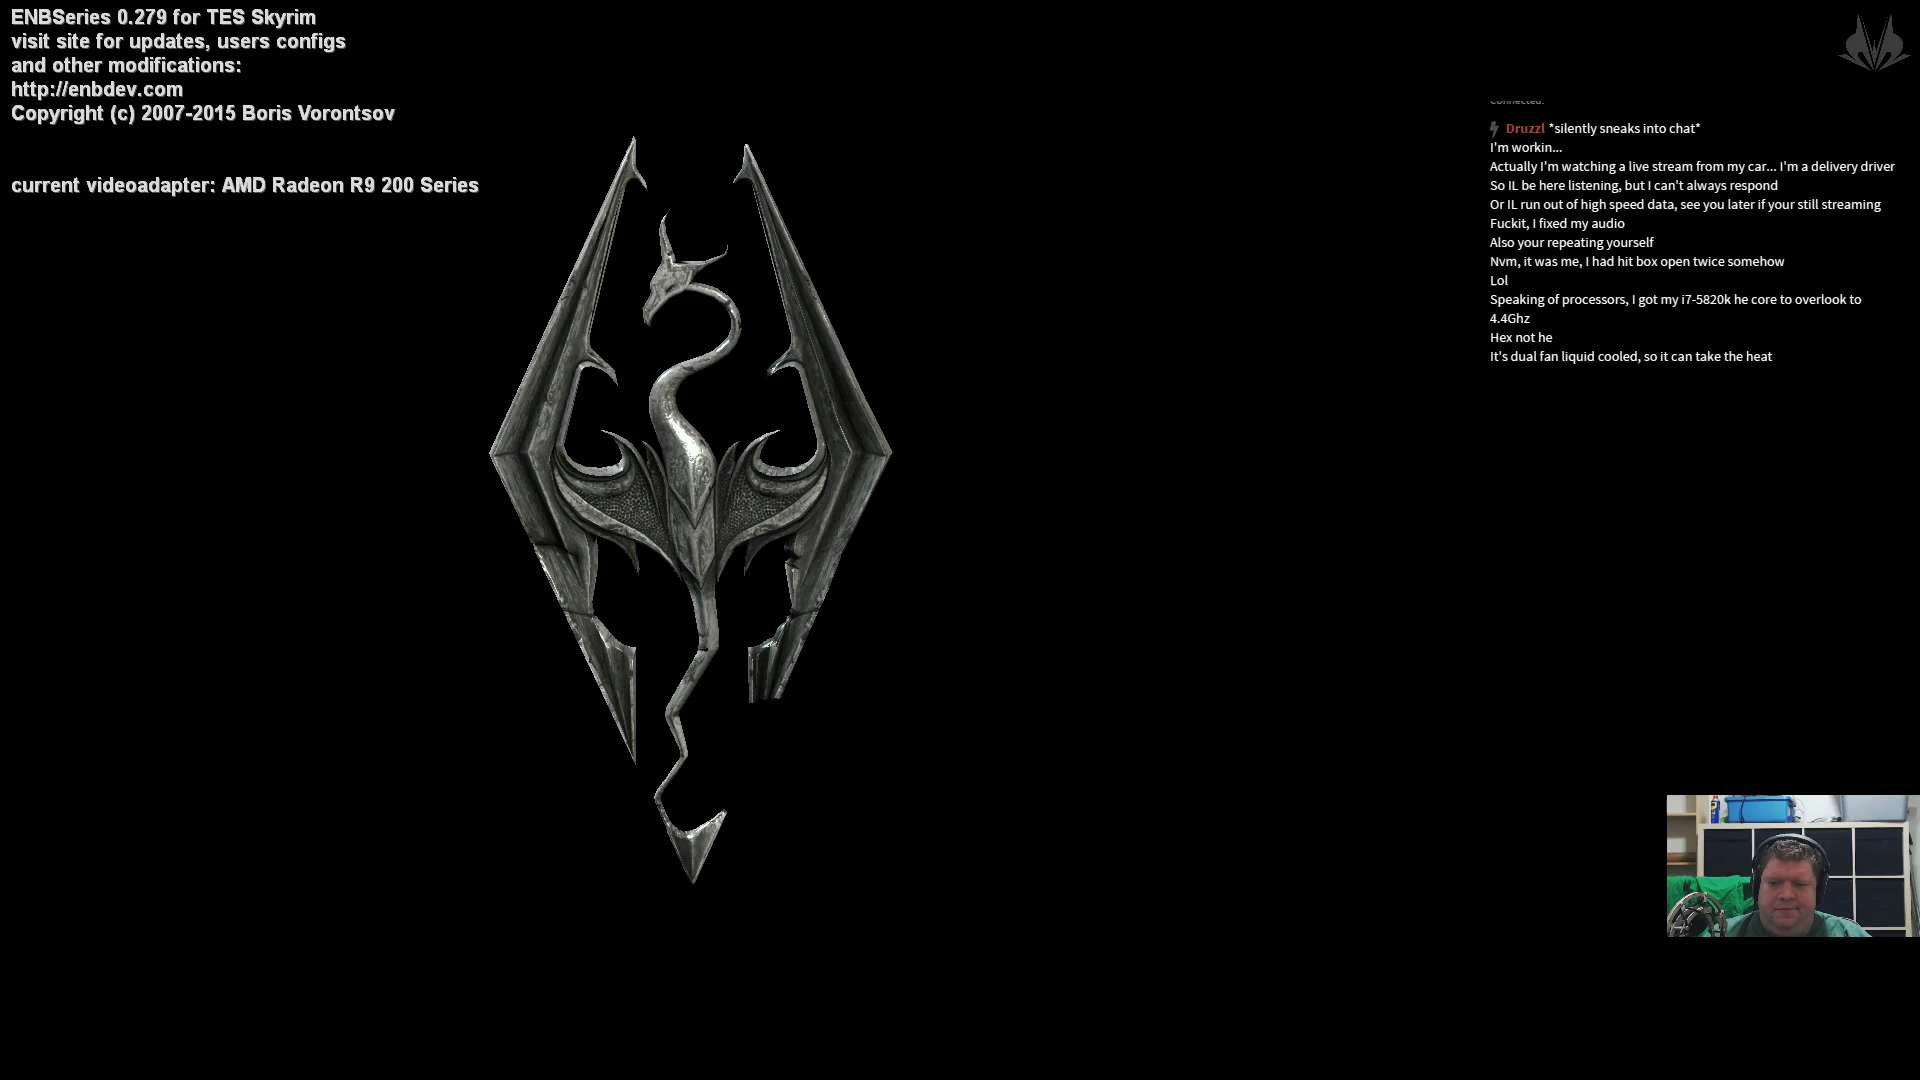 ENBSeries 0.279 for TES Skyrim
visit site for updates, users configs
and other modifications:
http://enbdev.com
Copyright (c) 2007-2015 Boris Vorontsov
current videoadapter: AMD Radeon R9 200 Series
Connected.
Druzzl *silently sneaks into chat*
I'm workin...
Actually I'm watching a live stream from my car... I'm a delivery driver
So IL be here listening, but I can't always respond
Or IL run out of high speed data, see you later if your still streaming
Fuckit, I fixed my audio
Also your repeating yourself
Nvm, it was me, I had hit box open twice somehow
Lol
Speaking of processors, I got my i7-5820k he core to overlook to
4.4Ghz
Hex not he
It's dual fan liquid cooled, so it can take the heat